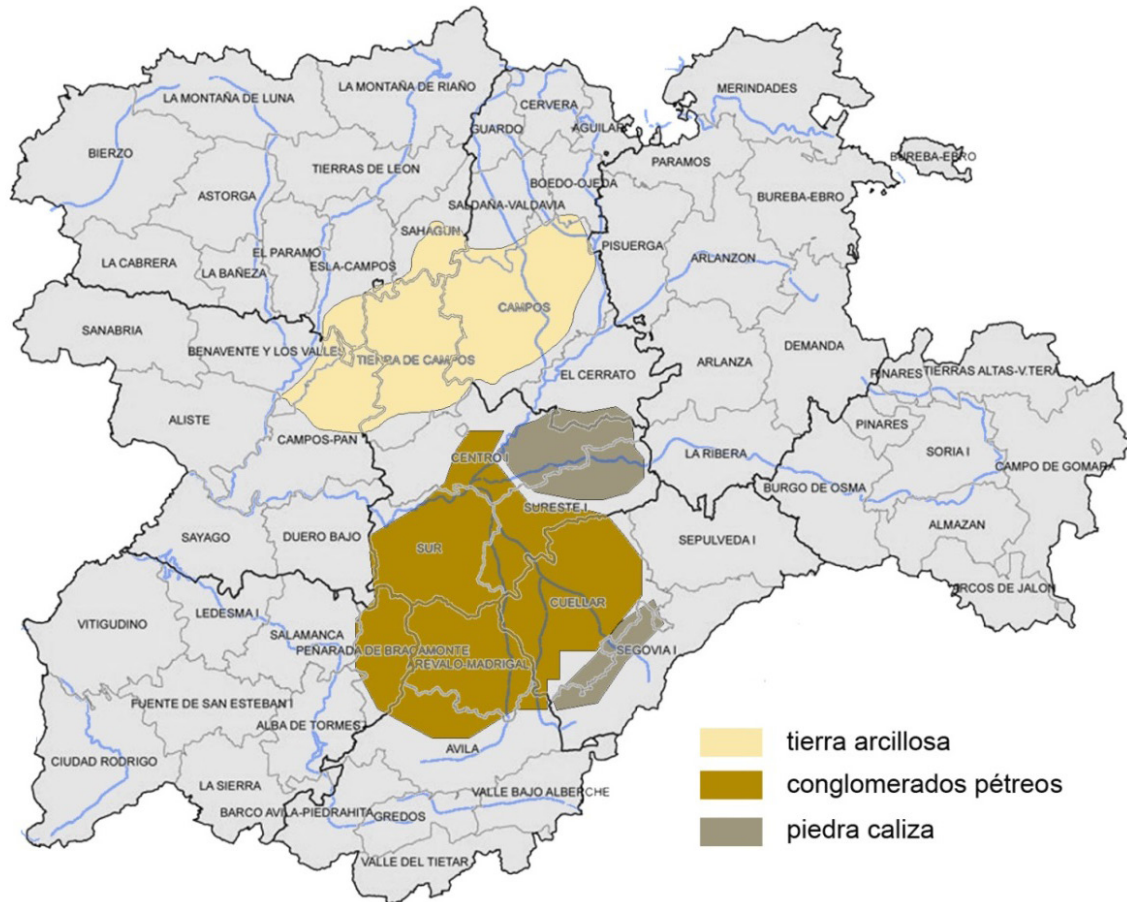 LA MONTAÑA DE RIAÑO
MERINDADES
LA MONTAÑA DE LUNA
CERVERA
GUARDO
AGUILAR
BIERZO
BUREBA-EBRO
TIERRAS DE LEON
PARAMOS
BOEDO-OJEDA
ASTORGA
BUREBA-EBRO
SALDAÑA-VALDAVIA
SAHAGUN
PISUERGA
EL PARAMO
ESLA-CAMPOS
ARLANZON
LA CABRERA
LA BAÑEZA
CAMPOS
SANABRIA
BENAVENTE Y LOS VALLES
TIERRA DE CAMPOS
DEMANDA
ARLANZA
EL CERRATO
PINARES
TIERRAS ALTAS-V.TERA
ALISTE
PINARES
CAMPOS-PAN
CENTRO I
LA RIBERA
SORIA I
CAMPO DE GOMARA
BURGO DE OSMA
SURESTE I
ALMAZAN
SAYAGO
DUERO BAJO
SUR
SEPULVEDA I
ARCOS DE JALON
CUELLAR
LEDESMA I
VITIGUDINO
SALAMANCA
PEÑARADA DE BRACAMONTE
SEGOVIA I
AREVALO-MADRIGAL
FUENTE DE SAN ESTEBAN I
ALBA DE TORMES
AVILA
CIUDAD RODRIGO
LA SIERRA
VALLE BAJO ALBERCHE
BARCO AVILA-PIEDRAHITA
GREDOS
VALLE DEL TIETAR
tierra arcillosa
conglomerados pétreos
piedra caliza